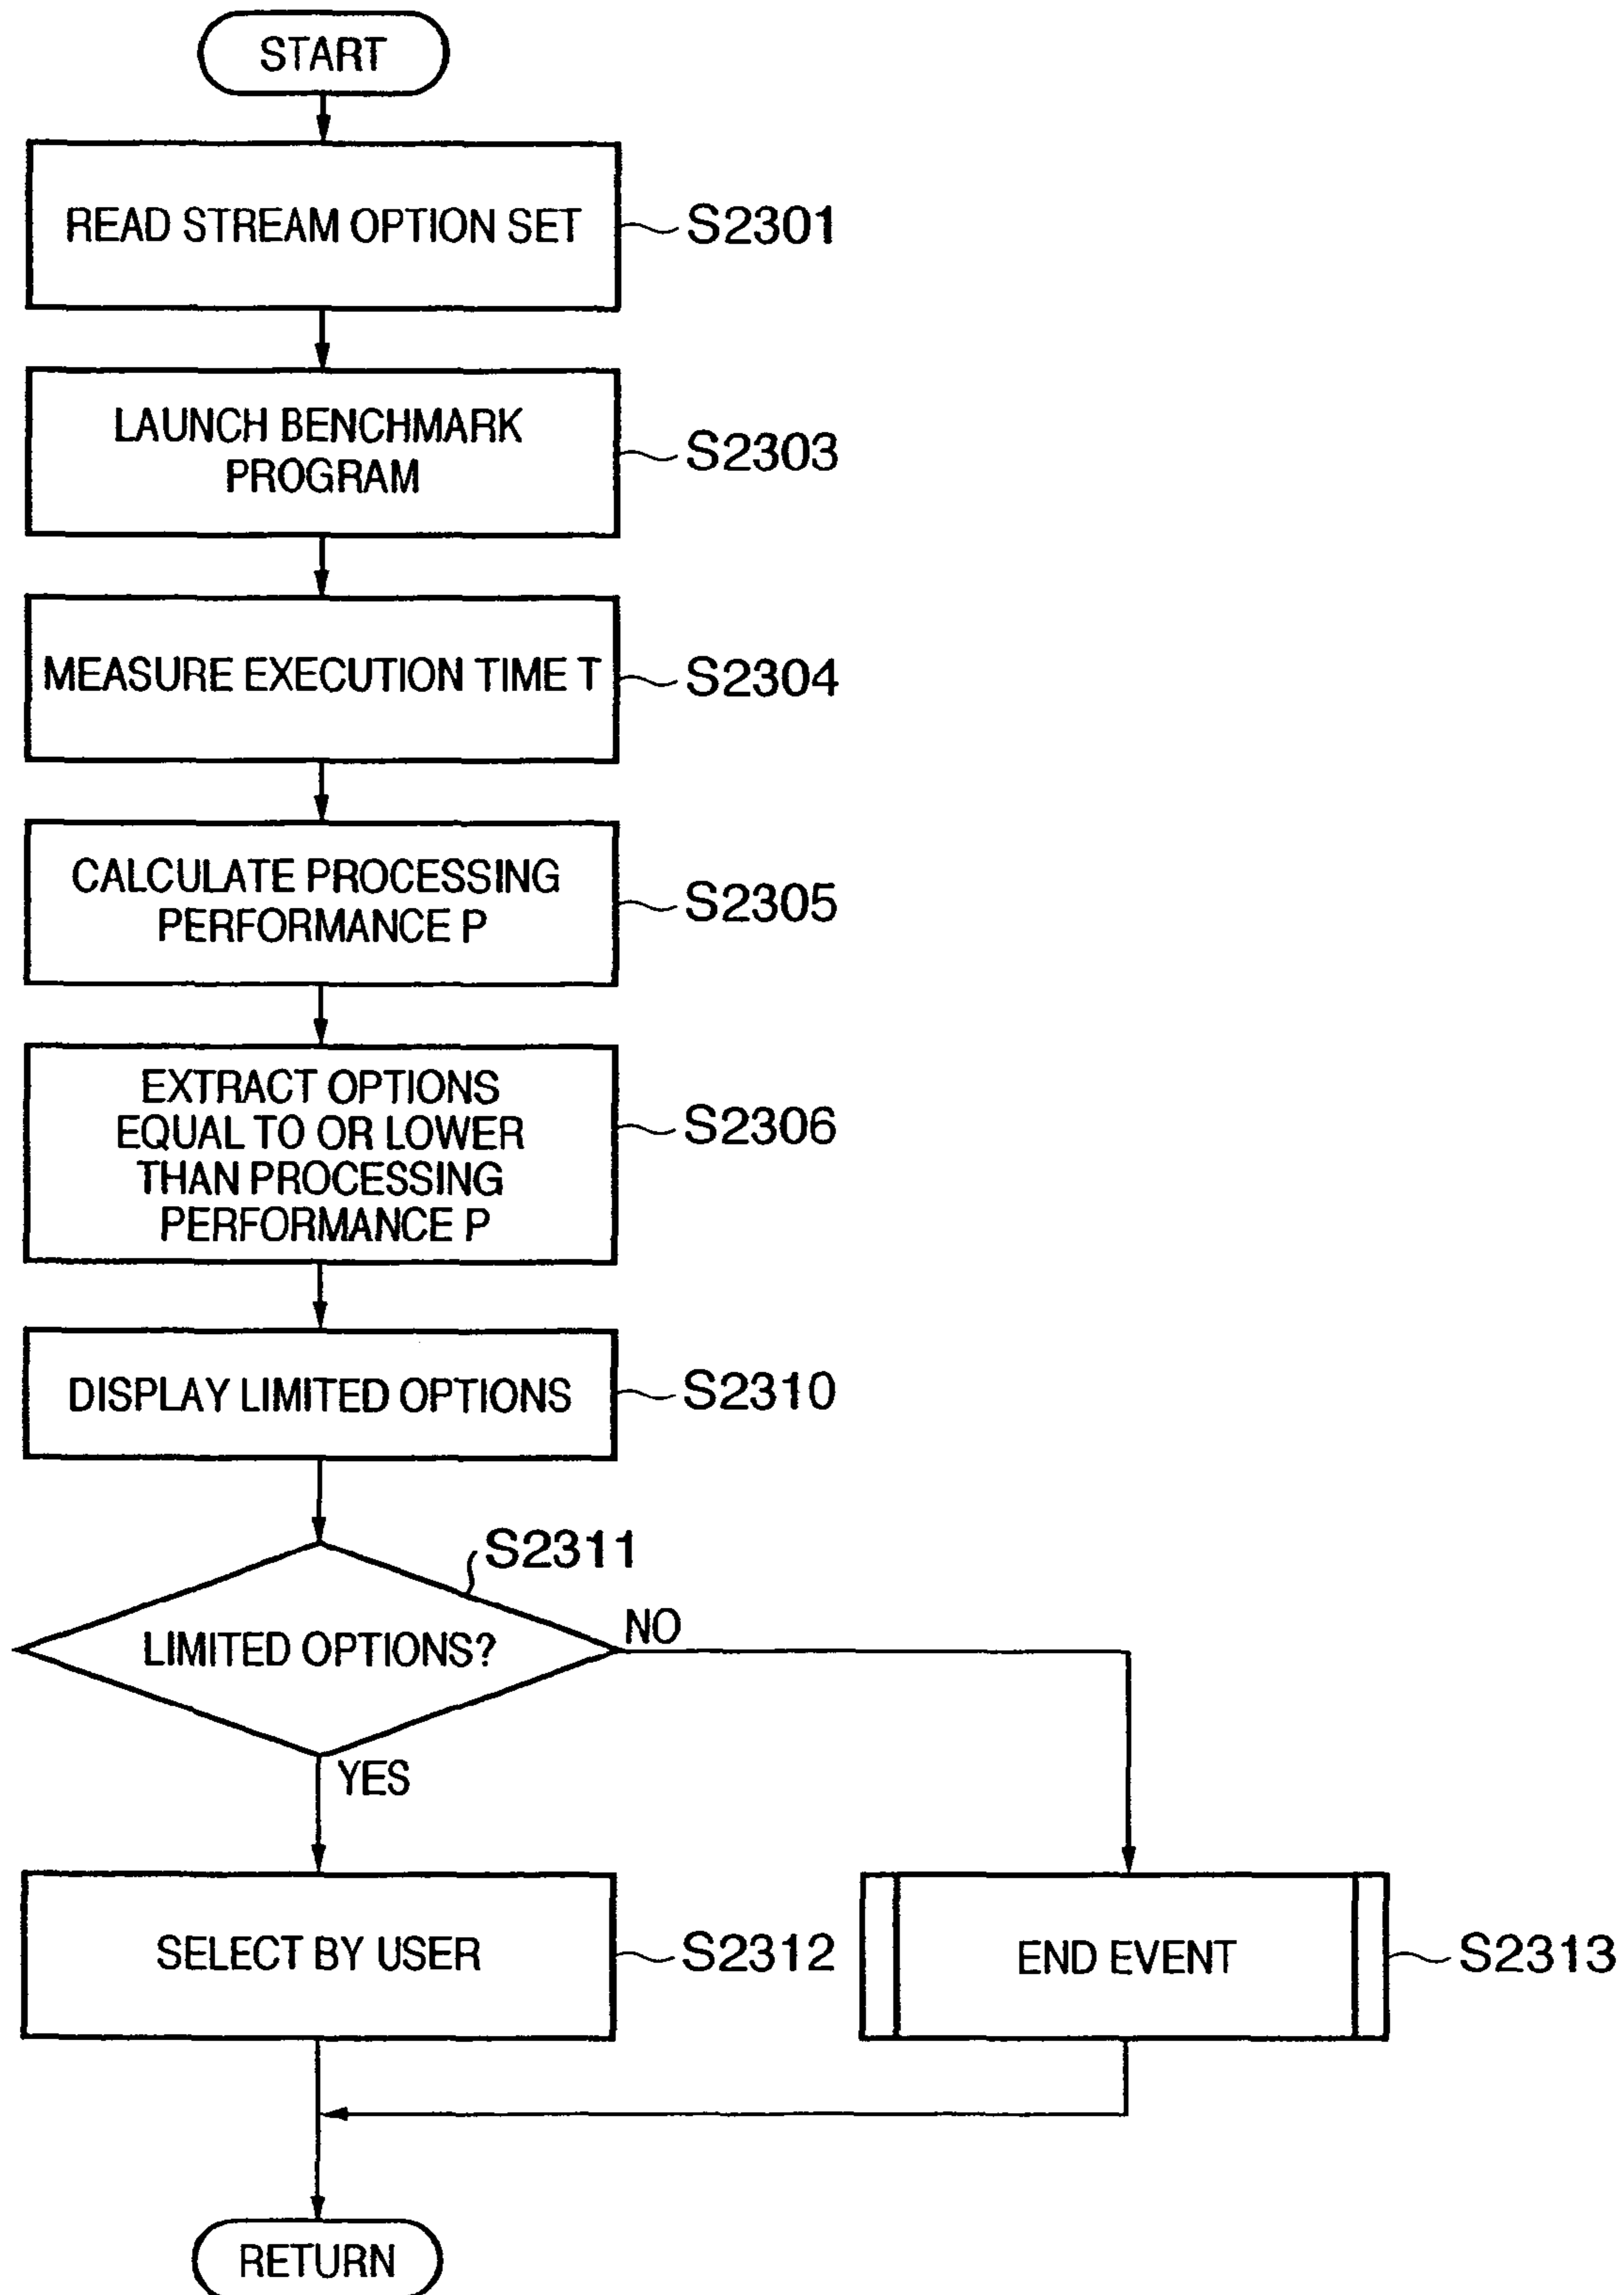 START
READ STREAM OPTION SET
S2301
LAUNCH BENCHMARK
PROGRAM
S2303
MEASURE EXECUTION TIME T
S2304
CALCULATE PROCESSING
PERFORMANCE P
S2305
EXTRACT OPTIONS
EQUAL TO OR LOWER
THAN PROCESSING
PERFORMANCE P
S2306
DISPLAY LIMITED OPTIONS
S2310
S2311
LIMITED OPTIONS?
NO
YES
SELECT BY USER
S2312
END EVENT
S2313
RETURN